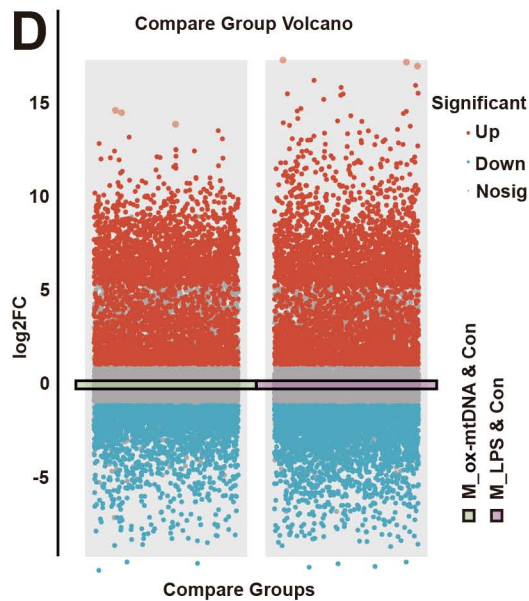 D
Compare Group Volcano
15
10
5
0
-5
log2FC
Compare Groups
Significant
Up
Down
Nosig
M_ox-mtDNA & Con
M_LPS & Con